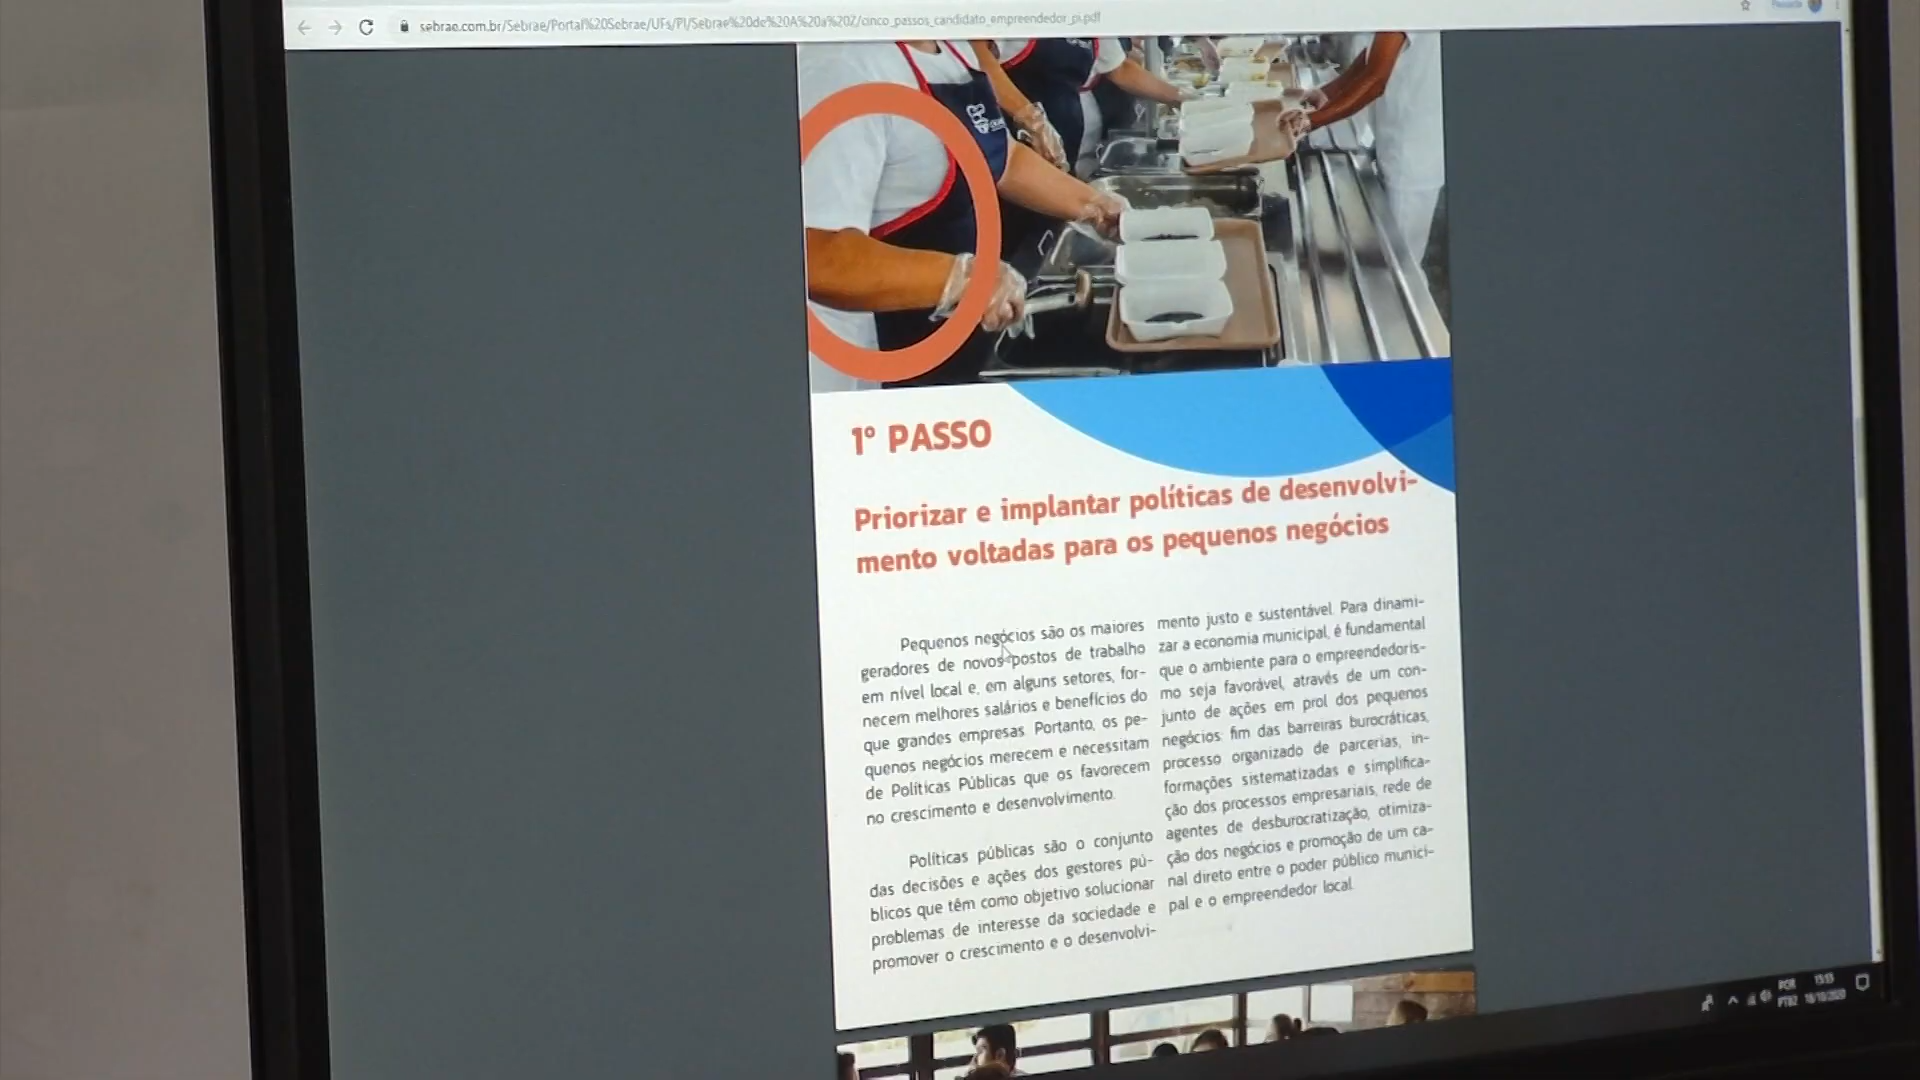 sebrae.com.br/Sebrae/Portal%20Sebrae/UFs/PI/Sebrae%20de%20A%20a%20Z/cinco_passos_candidato_empreendedor_pi.pdf
1º PASSO
Priorizar e implantar políticas de desenvolvi-
mento voltadas para os pequenos negócios
Pequenos negócios são os maiores
geradores de novos postos de trabalho
em nível local e, em alguns setores, for-
necem melhores salários e benefícios do
que grandes empresas. Portanto, os pe-
quenos negócios merecem e necessitam
de Políticas Públicas que os favorecem
no crescimento e desenvolvimento.
Políticas públicas são o conjunto
das decisões e ações dos gestores pú-
blicos que têm como objetivo solucionar
problemas de interesse da sociedade e
promover o crescimento e o desenvolvi-
mento justo e sustentável. Para dinami-
zar a economia municipal, é fundamental
que o ambiente para o empreendedoris-
mo seja favorável, através de um con-
junto de ações em prol dos pequenos
negócios: fim das barreiras burocráticas,
processo organizado de parcerias, in-
formações sistematizadas e simplifica-
ção dos processos empresariais, rede de
agentes de desburocratização, otimiza-
ção dos negócios e promoção de um ca-
nal direto entre o poder público munici-
pal e o empreendedor local.
POR 15:15
PTB2 18/10/2020